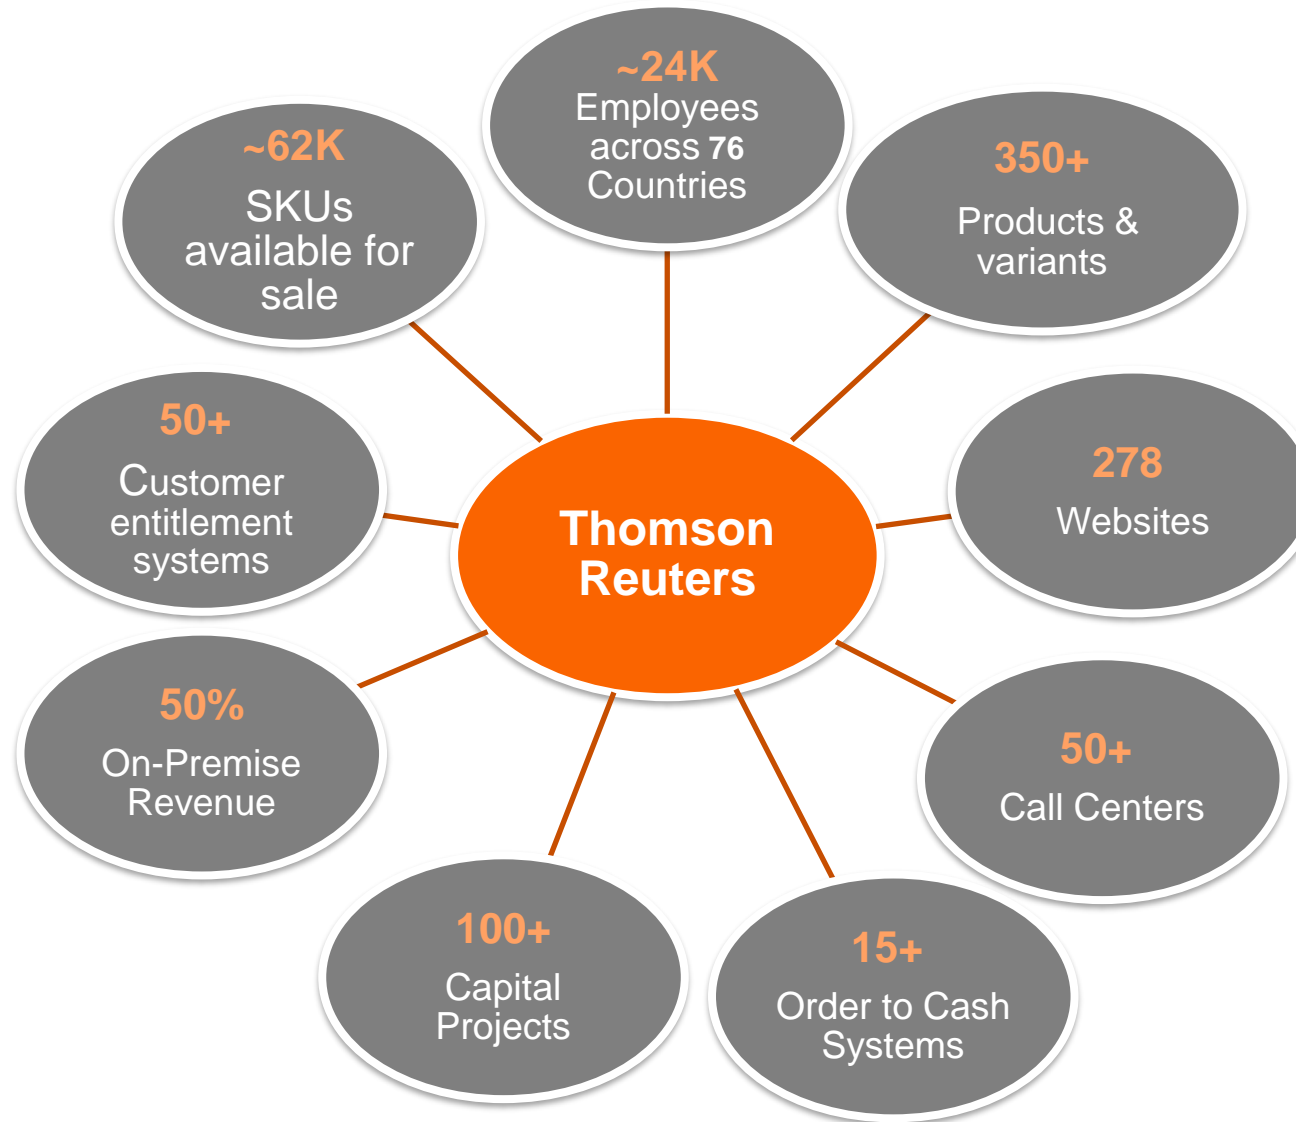 ~24K
Employees
across 76
Countries
~62K
SKUs
available for
sale
350+
Products &
variants
50+
Customer
entitlement
systems
278
Websites
Thomson
Reuters
50%
On-Premise
Revenue
50+
Call Centers
100+
Capital
Projects
15+
Order to Cash
Systems